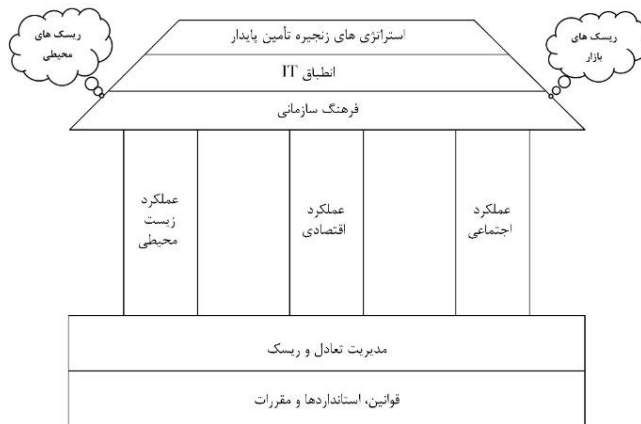 استراتژی های زنجیره تأمین پایدار
ریسک های
بازار
ریسک های
محیطی
انطباق IT
فرهنگ سازمانی
عملکرد
اجتماعی
عملکرد
اقتصادی
عملکرد
زیست
محیطی
مدیریت تعادل و ریسک
قوانین، استانداردها و مقررات